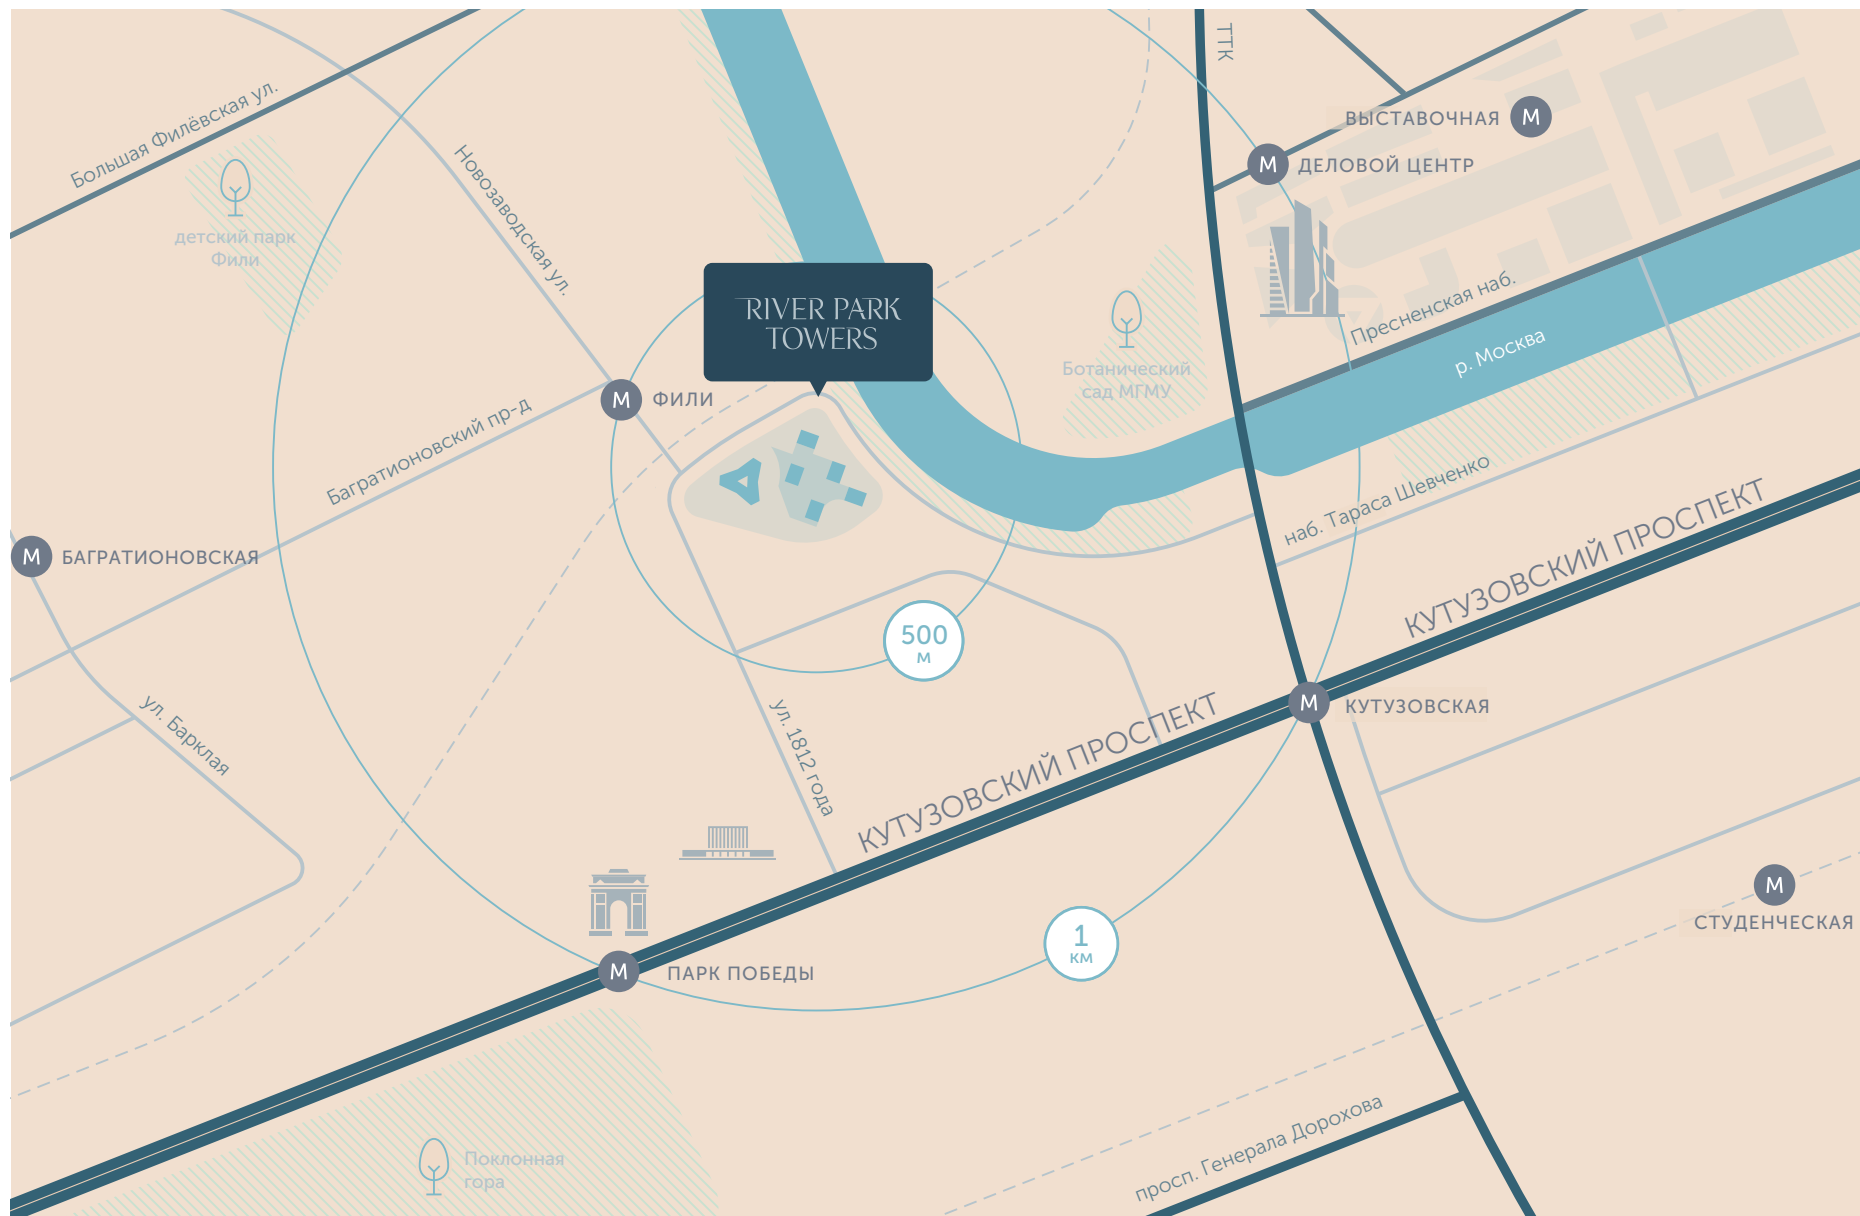 ТТК
Большая Филёвская ул.
М
ВЫСТАВОЧНАЯ
М
ДЕЛОВОЙ ЦЕНТР
Новозаводская ул.
детский парк
Фили
RIVER PARK
TOWERS
Пресненская наб.
р. Москва
Ботанический
сад МГМУ
М
ФИЛИ
Багратионовский пр-д
наб. Тараса Шевченко
КУТУЗОВСКИЙ ПРОСПЕКТ
М
БАГРАТИОНОВСКАЯ
500
М
ул. Барклая
ул. 1812 года
КУТУЗОВСКИЙ ПРОСПЕКТ
М
КУТУЗОВСКАЯ
М
СТУДЕНЧЕСКАЯ
1
КМ
М
ПАРК ПОБЕДЫ
просп. Генерала Дорохова
Поклонная
гора